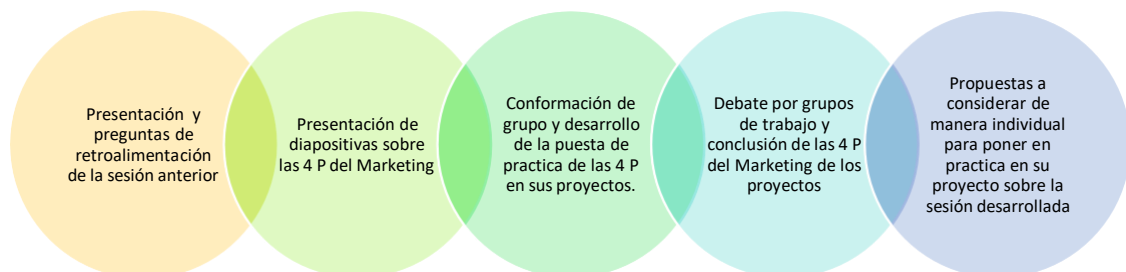 Presentación y
preguntas de
retroalimentación
de la sesión anterior
Presentación de
diapositivas sobre
las 4 P del Marketing
Conformación de
grupo y desarrollo
de la puesta de
practica de las 4 P
en sus proyectos.
Debate por grupos
de trabajo y
conclusión de las 4 P
del Marketing de los
proyectos
Propuestas a
considerar de
manera individual
para poner en
practica en su
proyecto sobre la
sesión desarrollada